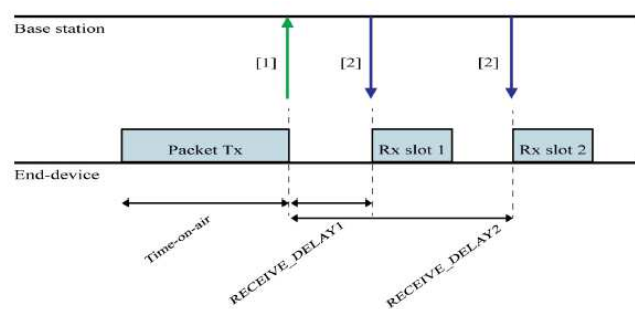 Base station
[1]
[2]
[2]
Packet Tx
Rx slot 1
Rx slot 2
End-device
Time-on-air
RECEIVE_DELAY1
RECEIVE_DELAY2